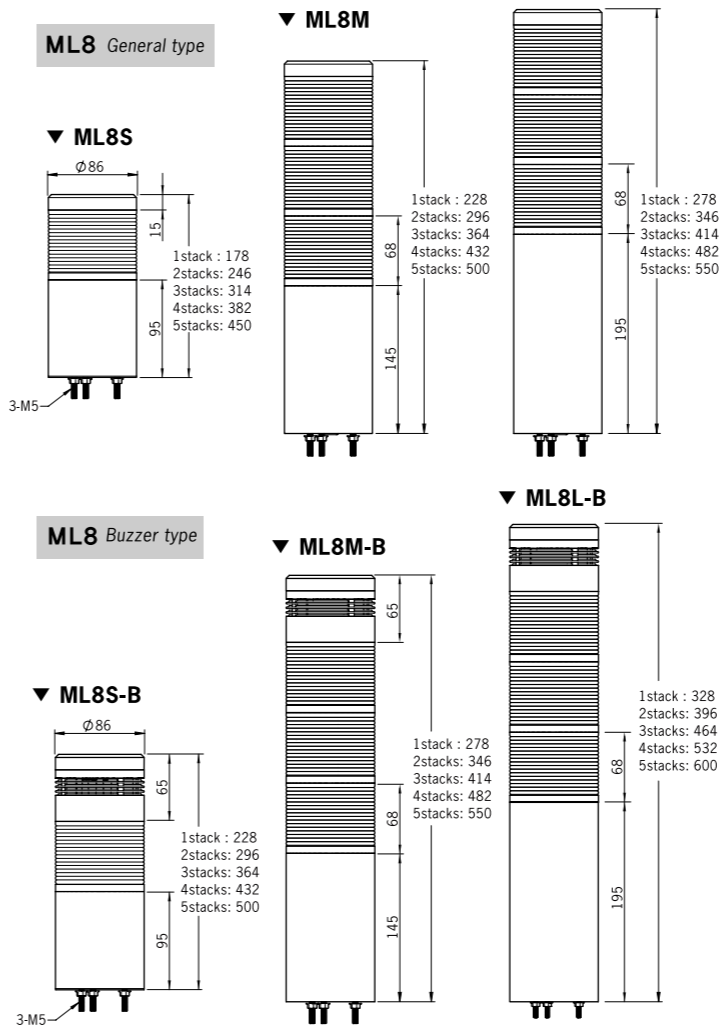 ML8 General type
▼ ML8M
▼ ML8S
Ø86
15
1stack : 178
2stacks: 246
3stacks: 314
4stacks: 382
5stacks: 450
95
3-M5
1stack : 228
2stacks: 296
3stacks: 364
4stacks: 432
5stacks: 500
68
145
68
1stack : 278
2stacks: 346
3stacks: 414
4stacks: 482
5stacks: 550
195
ML8 Buzzer type
▼ ML8M-B
▼ ML8L-B
▼ ML8S-B
Ø86
65
1stack : 228
2stacks: 296
3stacks: 364
4stacks: 432
5stacks: 500
95
3-M5
65
1stack : 278
2stacks: 346
3stacks: 414
4stacks: 482
5stacks: 550
68
145
1stack : 328
2stacks: 396
3stacks: 464
4stacks: 532
5stacks: 600
68
195